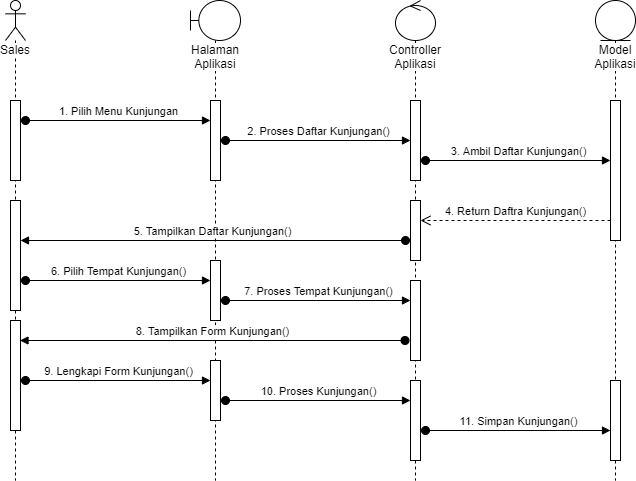 Sales
Halaman
Aplikasi
Controller
Aplikasi
Model
Aplikasi
1. Pilih Menu Kunjungan
2. Proses Daftar Kunjungan()
3. Ambil Daftar Kunjungan()
4. Return Daftra Kunjungan()
5. Tampilkan Daftar Kunjungan()
6. Pilih Tempat Kunjungan()
7. Proses Tempat Kunjungan()
8. Tampilkan Form Kunjungan()
9. Lengkapi Form Kunjungan()
10. Proses Kunjungan()
11. Simpan Kunjungan()